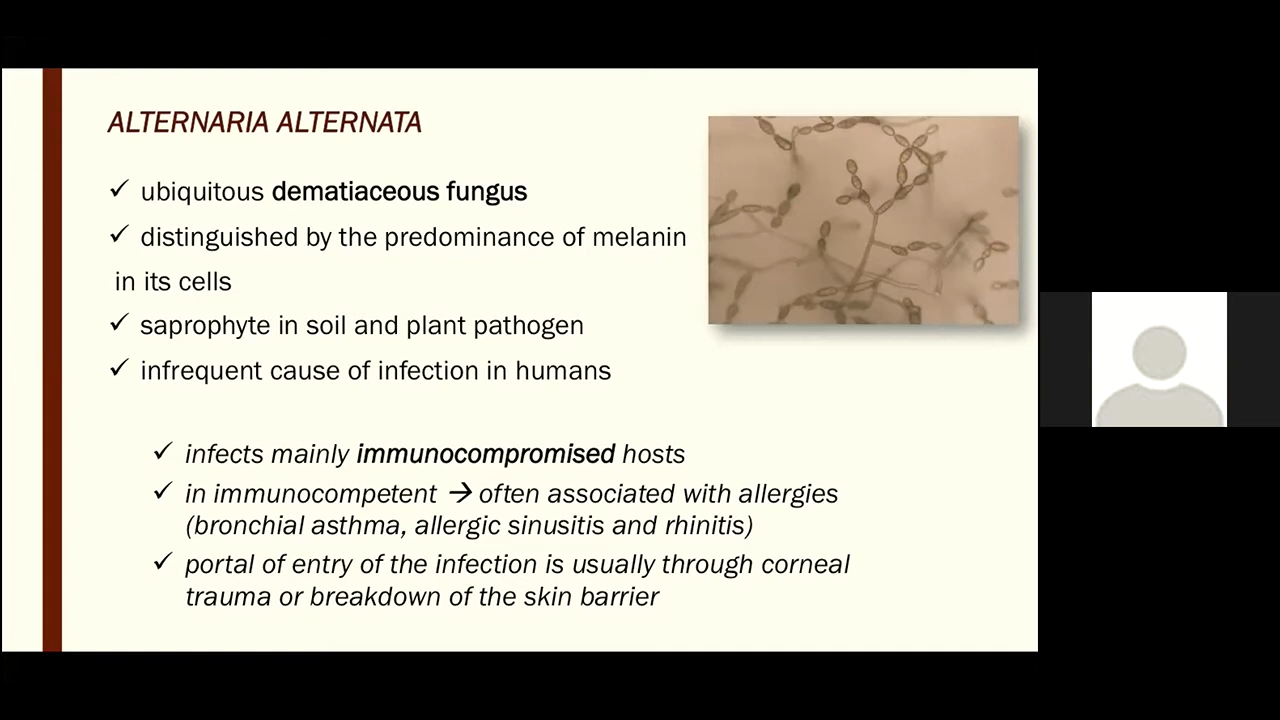 ALTERNARIA ALTERNATA
✓ ubiquitous dematiaceous fungus
✓ distinguished by the predominance of melanin
in its cells
✓ saprophyte in soil and plant pathogen
✓ infrequent cause of infection in humans
✓ infects mainly immunocompromised hosts
✓ in immunocompetent → often associated with allergies
(bronchial asthma, allergic sinusitis and rhinitis)
✓ portal of entry of the infection is usually through corneal
trauma or breakdown of the skin barrier